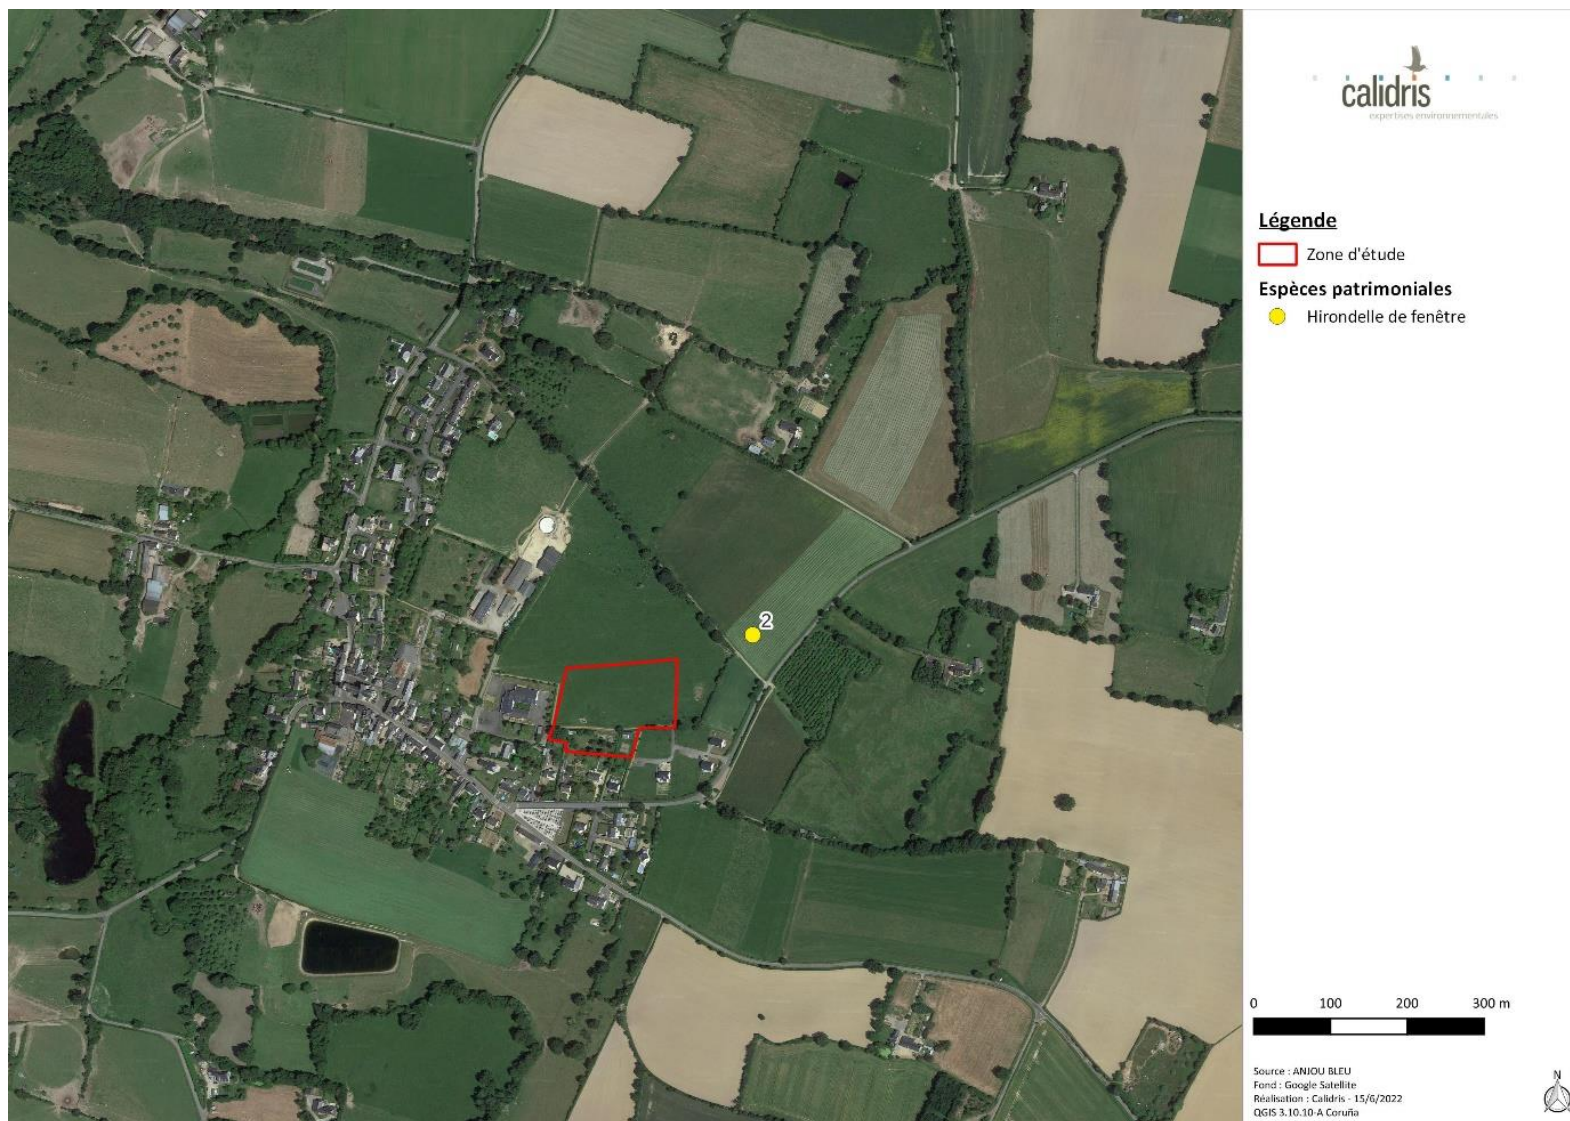 calidris
expertises environnementales
Légende
Zone d'étude
Espèces patrimoniales
Hirondelle de fenêtre
2
0 100 200 300 m
Source : ANJOU BLEU
Fond : Google Satellite
Réalisation : Calidris - 15/6/2022
QGIS 3.10.10-A Coruña
N